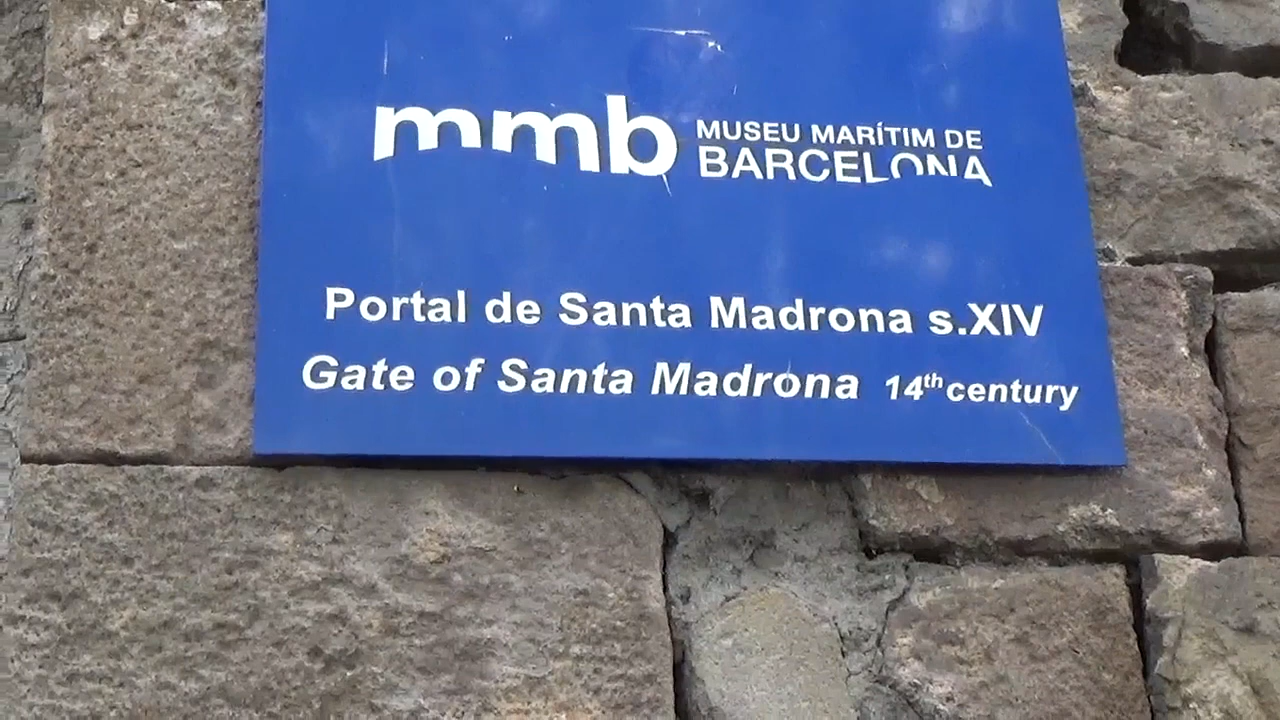 mmb MUSEU MARÍTIM DE
BARCELONA
Portal de Santa Madrona s.XIV
Gate of Santa Madrona 14th century